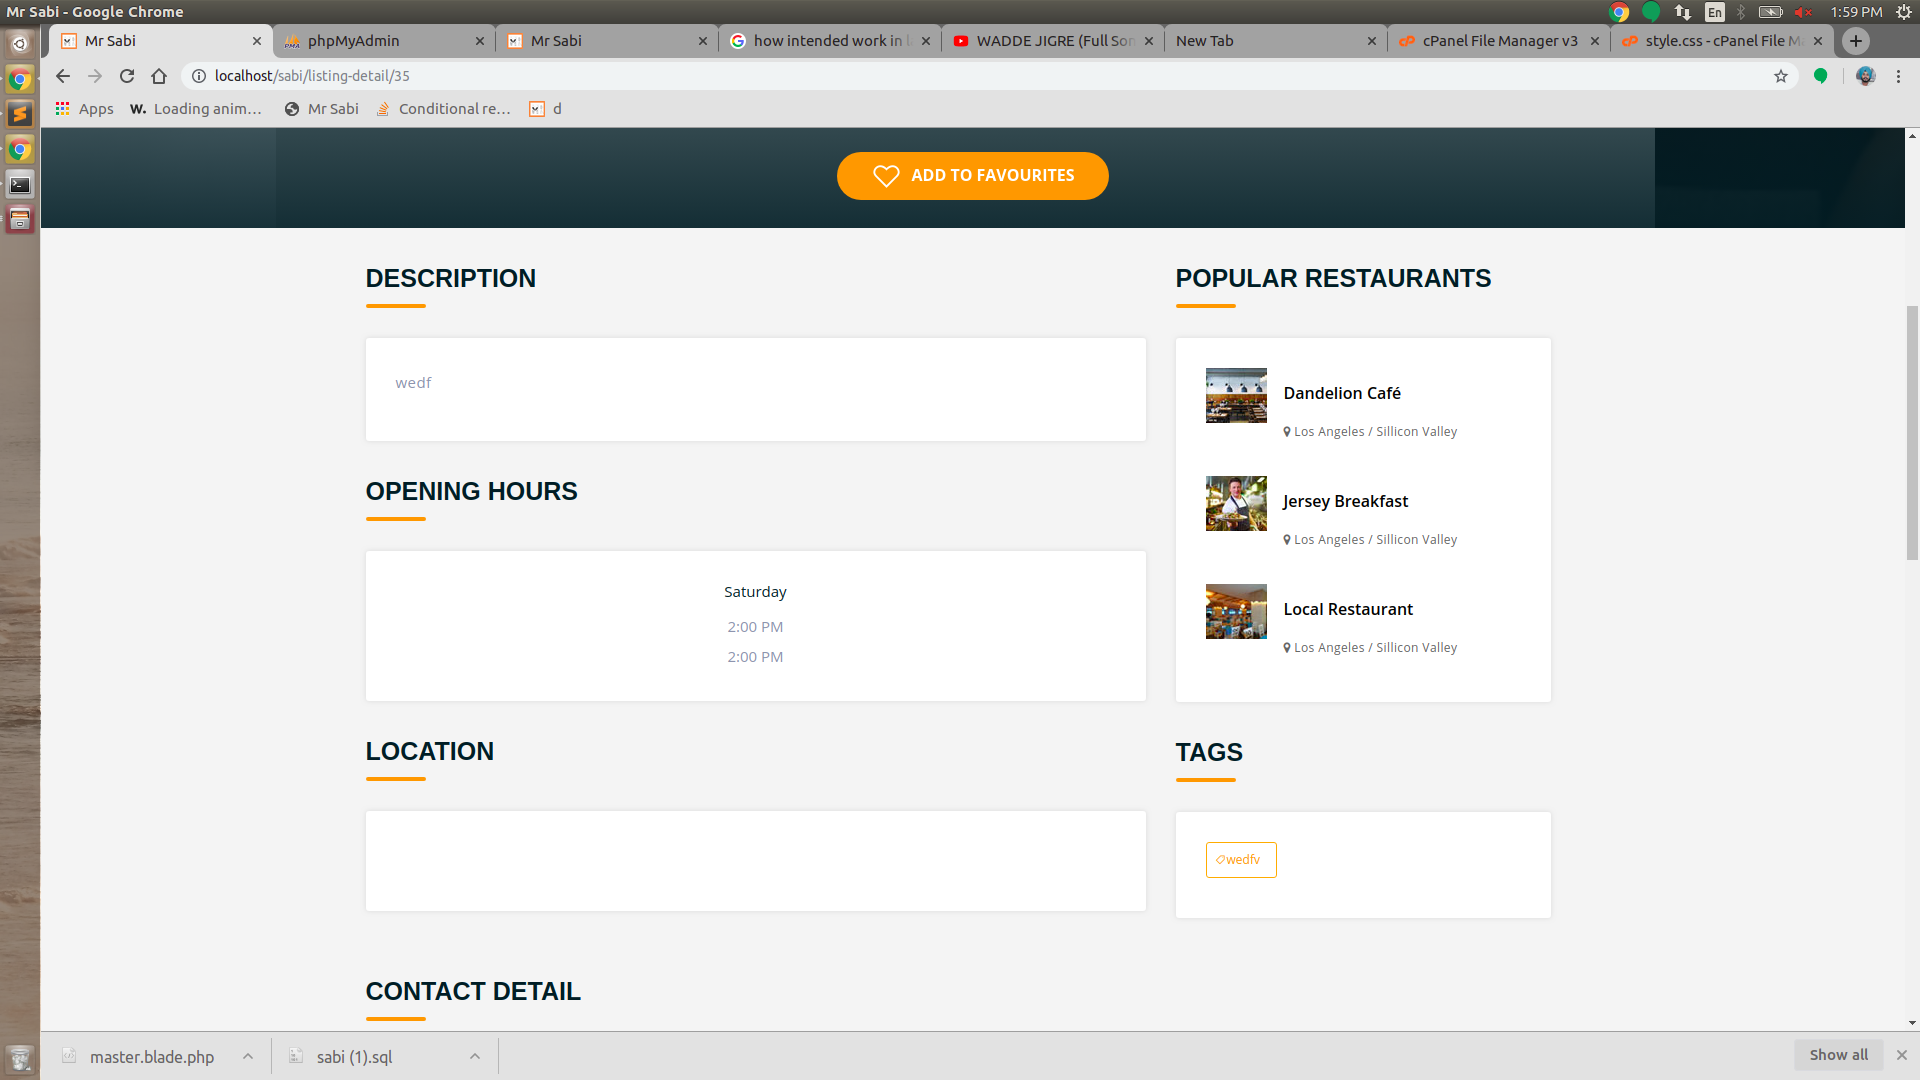 Mr Sabi - Google Chrome
En
1:59 PM
Mr Sabi
phpMyAdmin
Mr Sabi
how intended work in l
WADDE JIGRE (Full Son
New Tab
cPanel File Manager v3
style.css - cPanel File M
localhost/sabi/listing-detail/35
Apps
W. Loading anim...
Mr Sabi
Conditional re...
d
ADD TO FAVOURITES
DESCRIPTION
wedf
OPENING HOURS
Saturday
2:00 PM
2:00 PM
LOCATION
CONTACT DETAIL
POPULAR RESTAURANTS
Dandelion Café
Los Angeles / Sillicon Valley
Jersey Breakfast
Los Angeles / Sillicon Valley
Local Restaurant
Los Angeles / Sillicon Valley
TAGS
wedfv
master.blade.php
sabi (1).sql
Show all